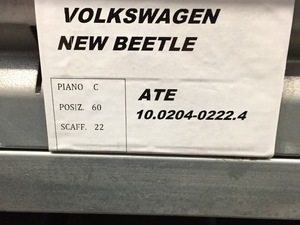 VOLKSWAGEN
NEW BEETLE
PIANO C
POSIZ. 60
SCAFF. 22
ATE
10.0204-0222.4